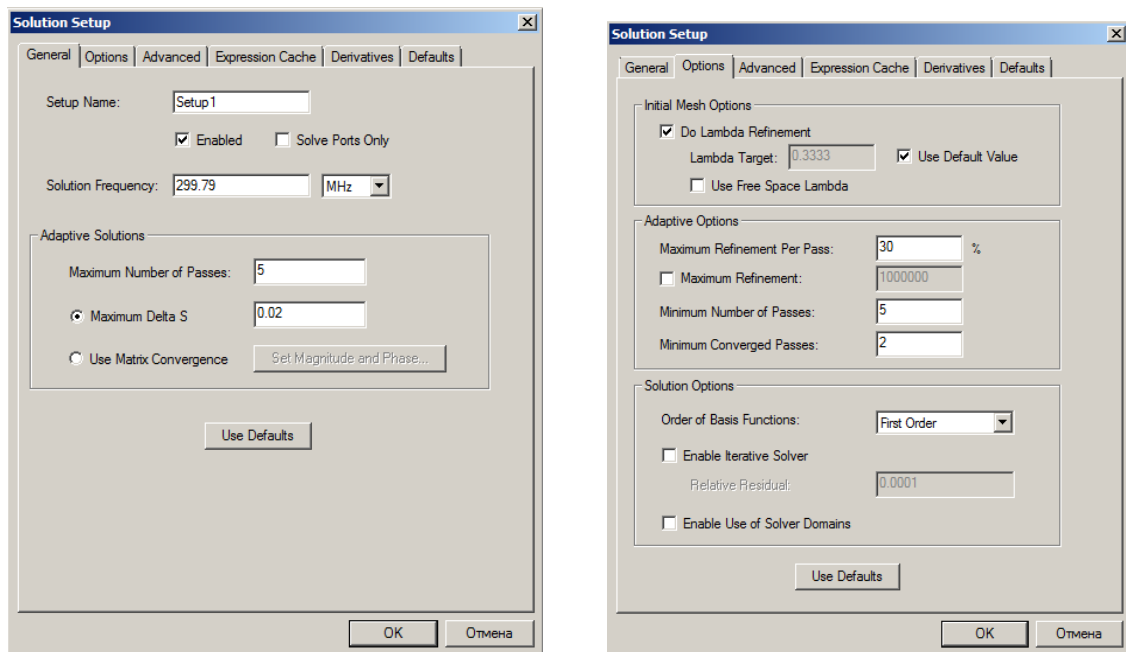 Solution Setup
General Options Advanced Expression Cache Derivatives Defaults
Setup Name: Setup1
Enabled Solve Ports Only
Solution Frequency: 299.79 MHz
Adaptive Solutions
Maximum Number of Passes: 5
Maximum Delta S 0.02
Use Matrix Convergence Set Magnitude and Phase...
Use Defaults
OK Отмена
Solution Setup
General Options Advanced Expression Cache Derivatives Defaults
Initial Mesh Options
Do Lambda Refinement
Lambda Target: 0.3333 Use Default Value
Use Free Space Lambda
Adaptive Options
Maximum Refinement Per Pass: 30 %
Maximum Refinement: 1000000
Minimum Number of Passes: 5
Minimum Converged Passes: 2
Solution Options
Order of Basis Functions: First Order
Enable Iterative Solver
Relative Residual: 0.0001
Enable Use of Solver Domains
Use Defaults
OK Отмена